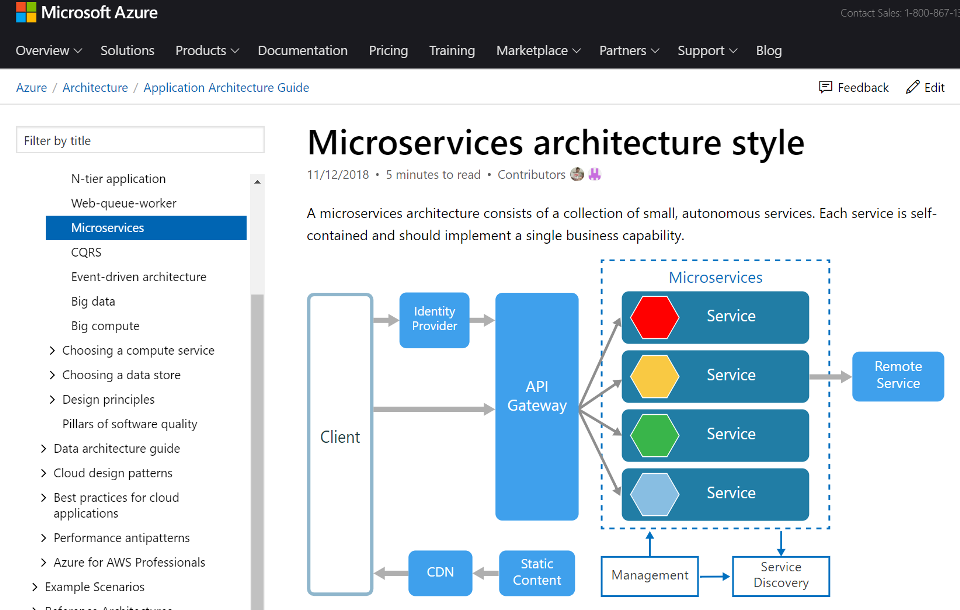 Microsoft Azure
Contact Sales: 1-800-867-13
Overview Solutions Products Documentation Pricing Training Marketplace Partners Support Blog
Azure / Architecture / Application Architecture Guide
Feedback Edit
Filter by title
N-tier application
Web-queue-worker
Microservices
CQRS
Event-driven architecture
Big data
Big compute
Choosing a compute service
Choosing a data store
Design principles
Pillars of software quality
Data architecture guide
Cloud design patterns
Best practices for cloud
applications
Performance antipatterns
Azure for AWS Professionals
Example Scenarios
Reference Architectures
Microservices architecture style
11/12/2018 • 5 minutes to read • Contributors
A microservices architecture consists of a collection of small, autonomous services. Each service is self-
contained and should implement a single business capability.
Microservices
Client
Identity
Provider
API
Gateway
Service
Service
Service
Service
Remote
Service
CDN
Static
Content
Management
Service
Discovery